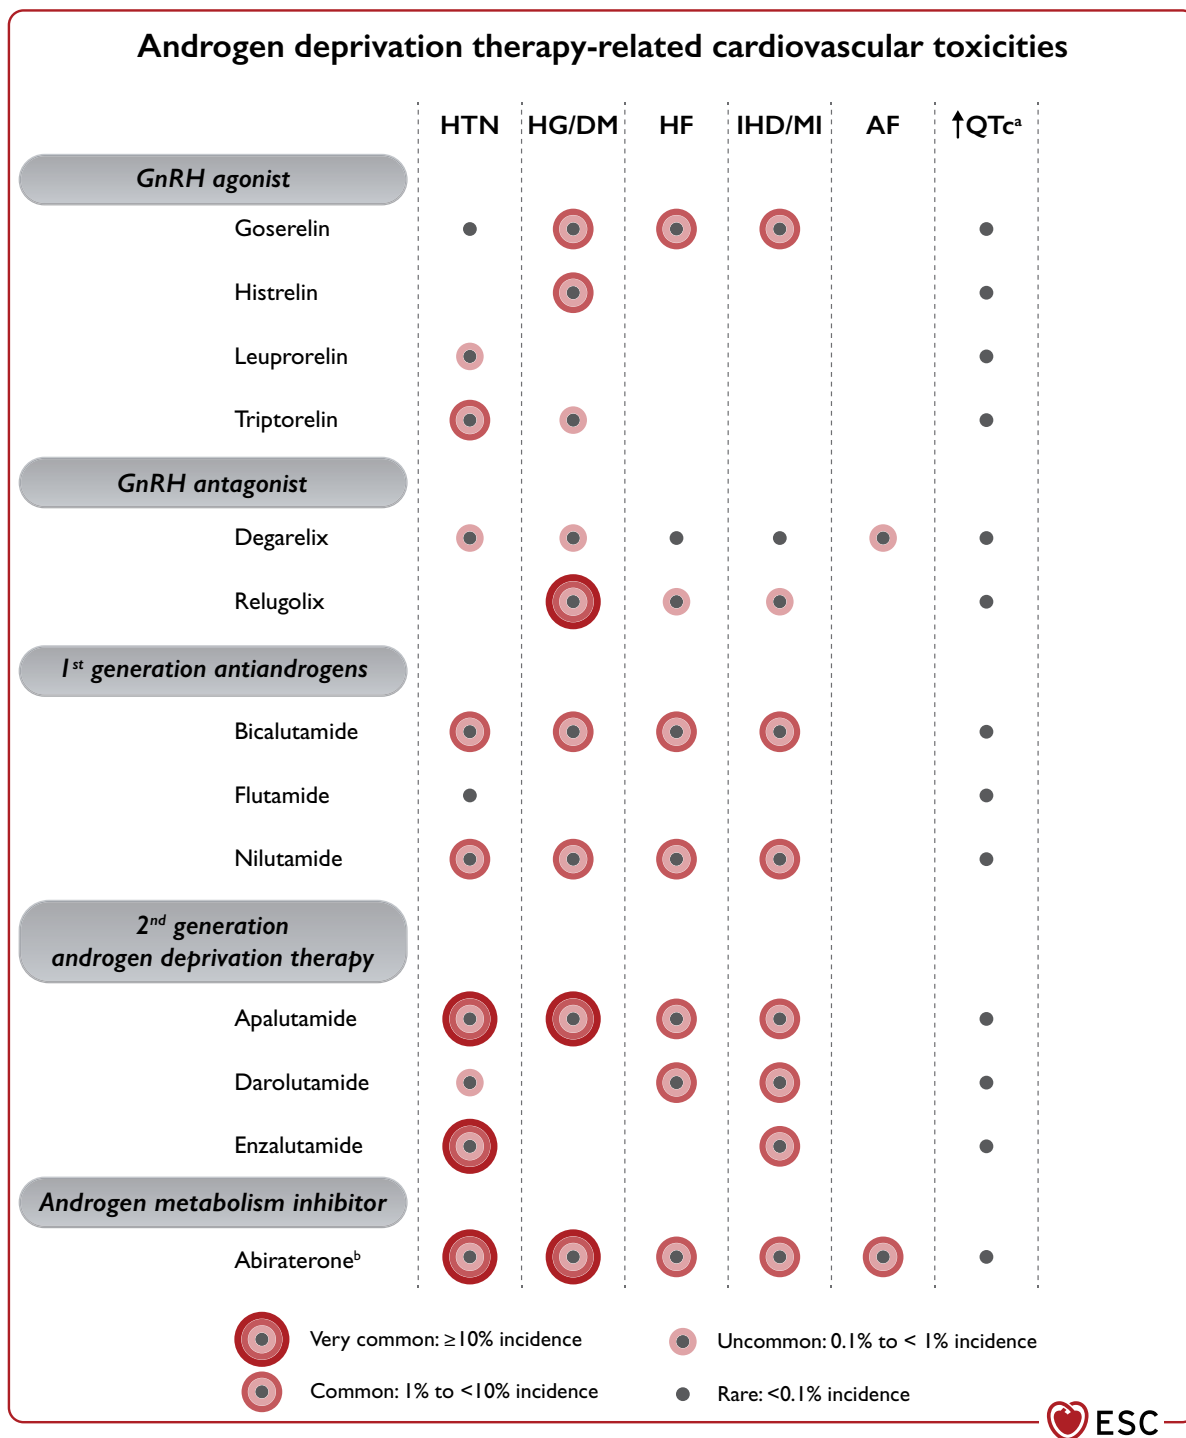 Androgen deprivation therapy-related cardiovascular toxicities
HTN HG/DM HF IHD/MI AF ↑QTcᵃ
GnRH agonist
Goserelin
Histrelin
Leuprorelin
Triptorelin
GnRH antagonist
Degarelix
Relugolix
1ˢᵗ generation antiandrogens
Bicalutamide
Flutamide
Nilutamide
2ⁿᵈ generation
androgen deprivation therapy
Apalutamide
Darolutamide
Enzalutamide
Androgen metabolism inhibitor
Abirateroneᵇ
Very common: ≥10% incidence
Uncommon: 0.1% to < 1% incidence
Common: 1% to <10% incidence
Rare: <0.1% incidence
ESC